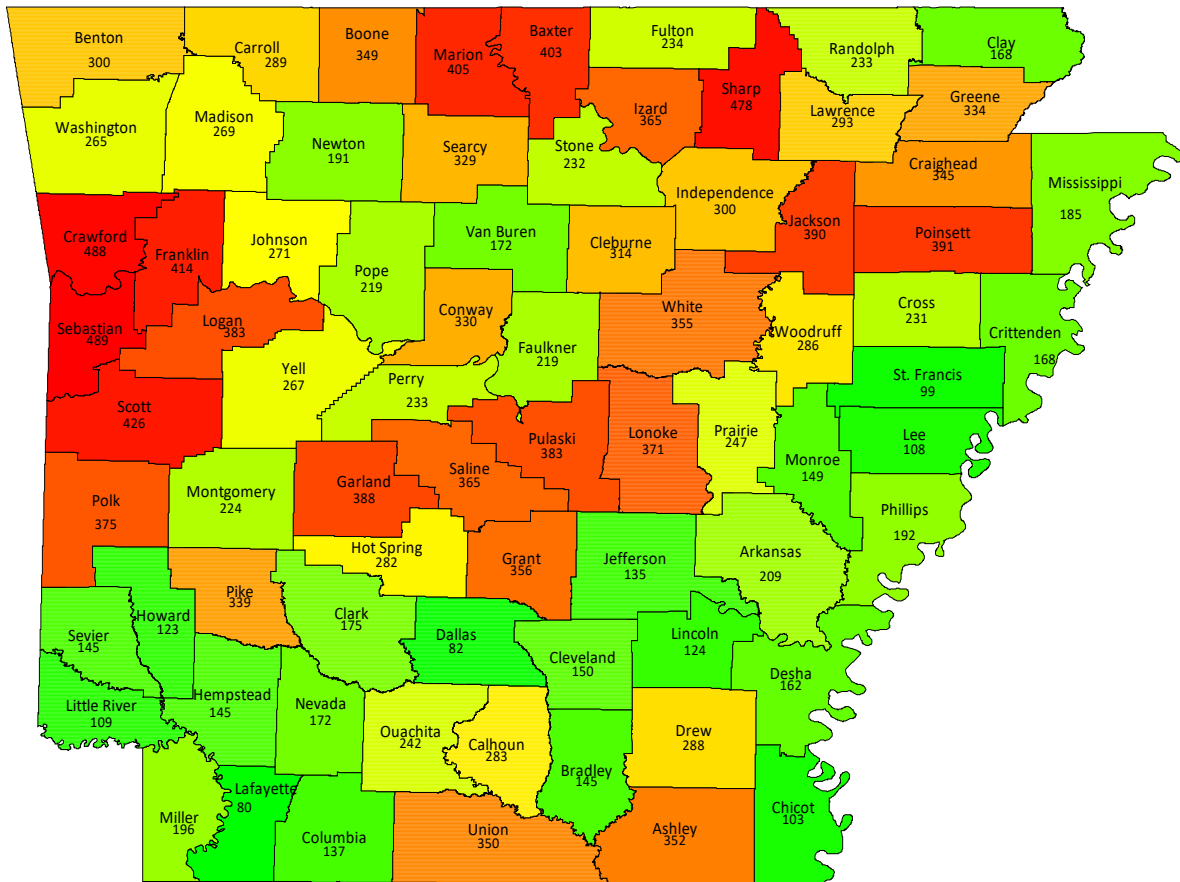 Benton
300
Carroll
289
Boone
349
Marion
405
Baxter
403
Fulton
234
Randolph
233
Clay
168
Sharp
478
Izard
365
Lawrence
293
Greene
334
Washington
265
Madison
269
Newton
191
Searcy
329
Stone
232
Independence
300
Craighead
345
Mississippi
185
Crawford
488
Franklin
414
Johnson
271
Pope
219
Van Buren
172
Cleburne
314
Jackson
390
Poinsett
391
Sebastian
489
Logan
383
Conway
330
Faulkner
219
White
355
Woodruff
286
Cross
231
Crittenden
168
Yell
267
Perry
233
St. Francis
99
Scott
426
Pulaski
383
Lonoke
371
Prairie
247
Lee
108
Monroe
149
Polk
375
Montgomery
224
Garland
388
Saline
365
Phillips
192
Hot Spring
282
Grant
356
Jefferson
135
Arkansas
209
Howard
123
Pike
339
Clark
175
Dallas
82
Cleveland
150
Lincoln
124
Sevier
145
Desha
162
Little River
109
Hempstead
145
Nevada
172
Ouachita
242
Calhoun
283
Bradley
145
Drew
288
Miller
196
Lafayette
80
Columbia
137
Union
350
Ashley
352
Chicot
103